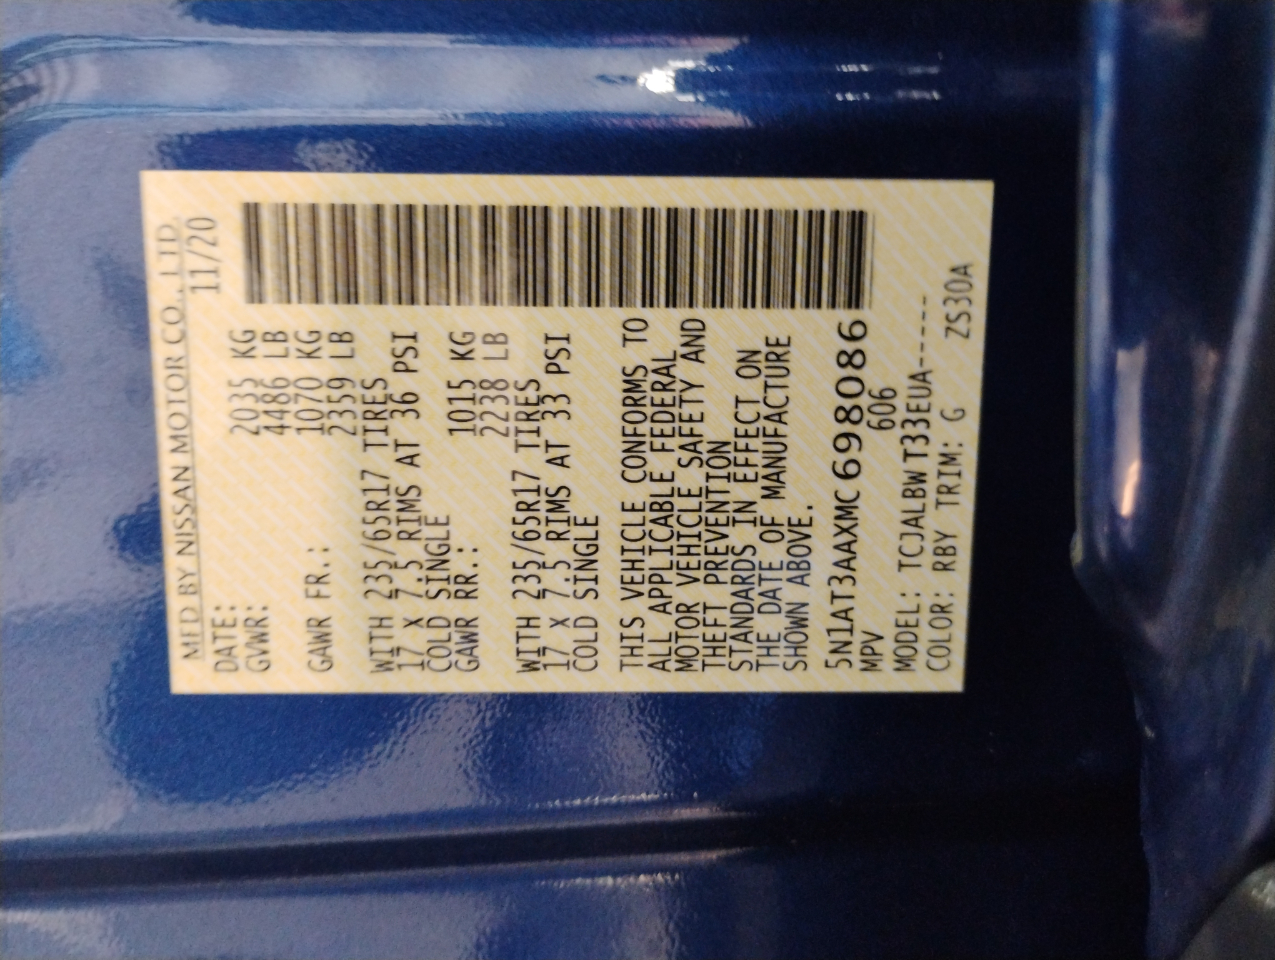 MFD BY NISSAN MOTOR CO., LTD.
DATE: 11/20
GVWR: 2035 KG
4486 LB
GAWR FR.: 1070 KG
2359 LB
WITH 235/65R17 TIRES
17 X 7.5 RIMS AT 36 PSI
COLD SINGLE
GAWR RR.: 1015 KG
2238 LB
WITH 235/65R17 TIRES
17 X 7.5 RIMS AT 33 PSI
COLD SINGLE
THIS VEHICLE CONFORMS TO
ALL APPLICABLE FEDERAL
MOTOR VEHICLE SAFETY AND
THEFT PREVENTION
STANDARDS IN EFFECT ON
THE DATE OF MANUFACTURE
SHOWN ABOVE.
5N1AT3AAXMC698086
MPV 606
MODEL: TCJALBWT33EUA-----
COLOR: RBY TRIM: G ZS30A